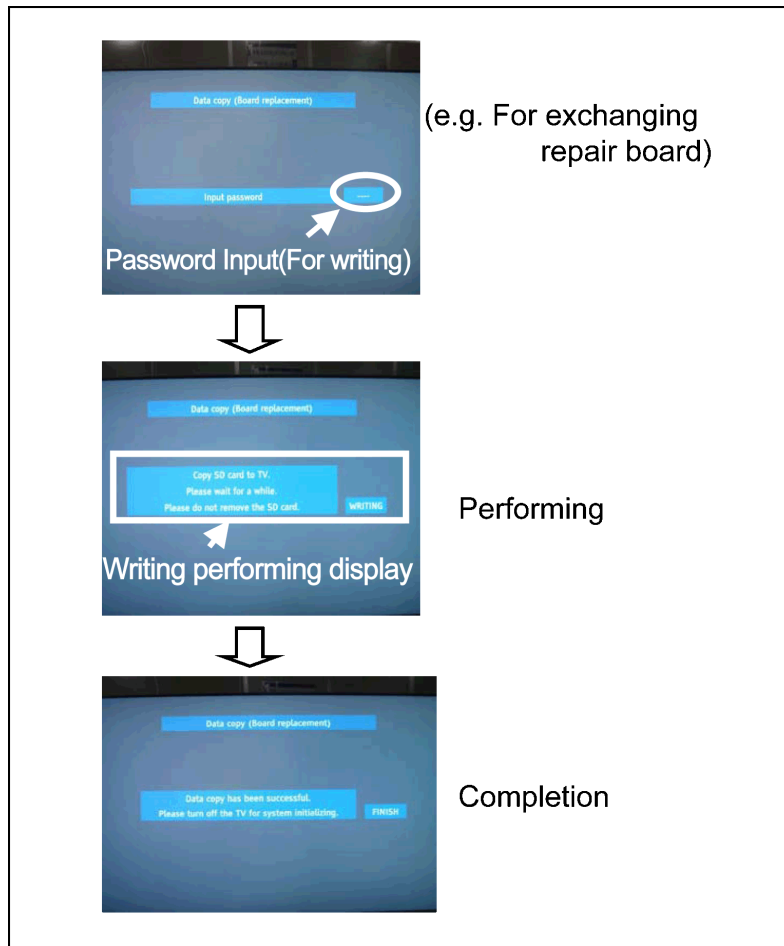 Data copy (Board replacement)
(e.g. For exchanging
repair board)
Input password
Password Input(For writing)
Data copy (Board replacement)
Copy SD card to TV.
Please wait for a while.
Please do not remove the SD card.
WRITING
Performing
Writing performing display
Data copy (Board replacement)
Data copy has been successful.
Please turn off the TV for system initializing.
FINISH
Completion